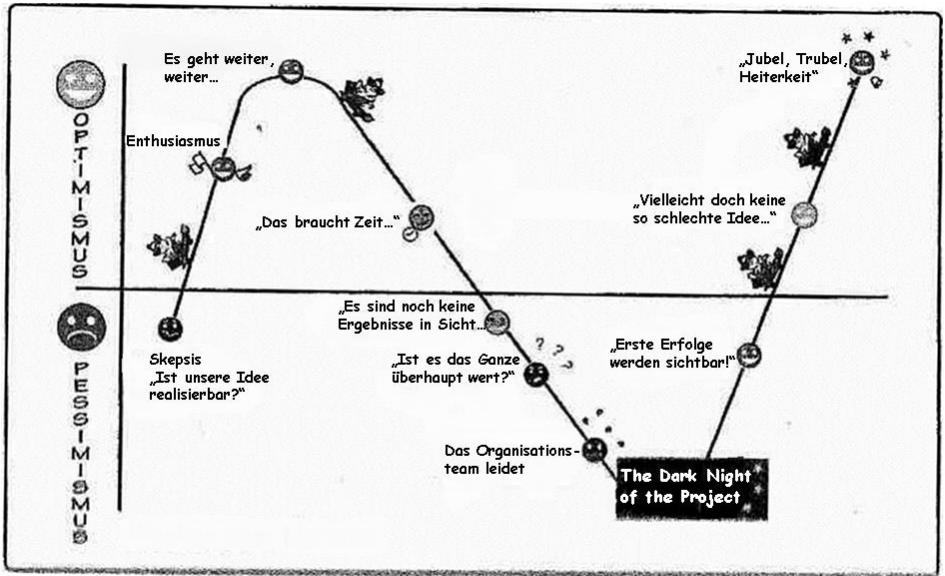 Es geht weiter,
weiter…
„Jubel, Trubel,
Heiterkeit“
OPTIMISMUS
Enthusiasmus
„Das braucht Zeit…“
„Vielleicht doch keine
so schlechte Idee…“
„Es sind noch keine
Ergebnisse in Sicht…
„Erste Erfolge
werden sichtbar!“
Skepsis
„Ist unsere Idee
realisierbar?“
„Ist es das Ganze
überhaupt wert?“
? ? ?
PESSIMISMUS
Das Organisations-
team leidet
The Dark Night
of the Project